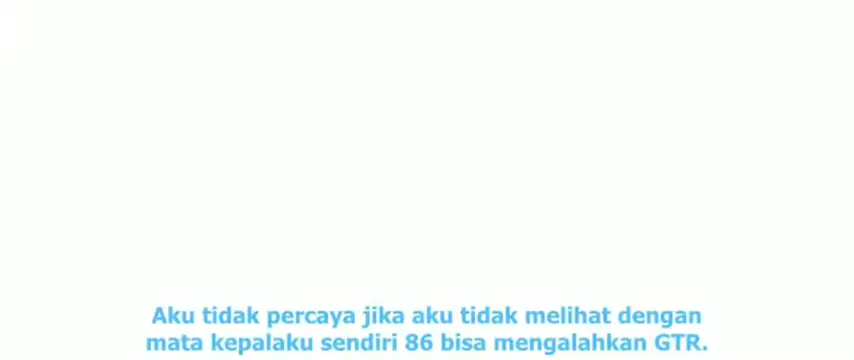 Aku tidak percaya jika aku tidak melihat dengan
mata kepalaku sendiri 86 bisa mengalahkan GTR.